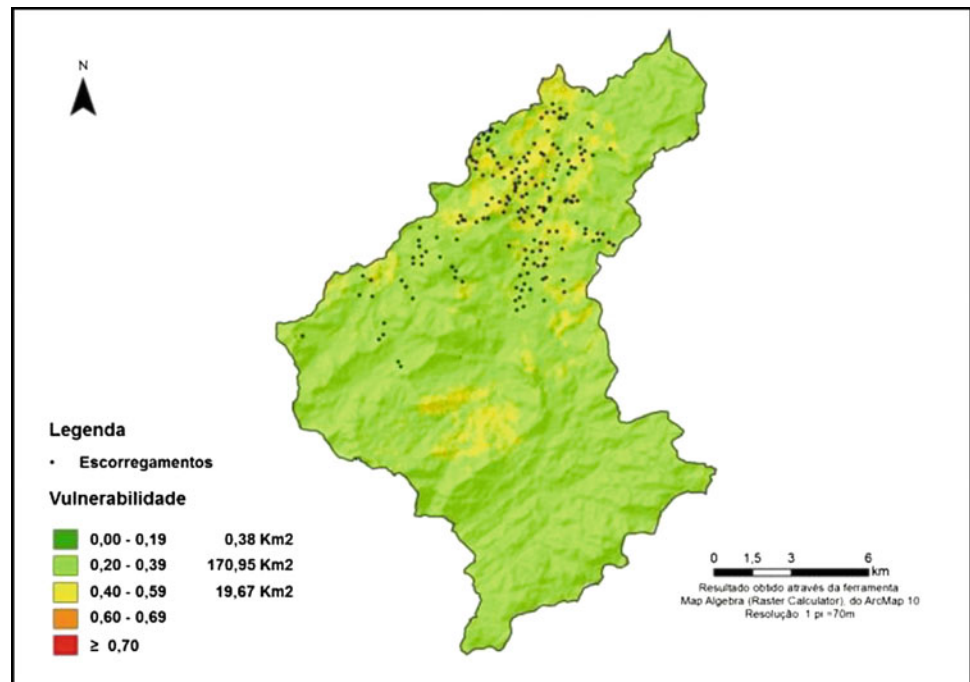 N
Legenda
Escorregamentos
Vulnerabilidade
0,00 - 0,19 0,38 Km2
0,20 - 0,39 170,95 Km2
0,40 - 0,59 19,67 Km2
0,60 - 0,69
≥ 0,70
0 1,5 3 6
km
Resultado obtido através da ferramenta
Map Algebra (Raster Calculator), do ArcMap 10
Resolução 1 pi =70m